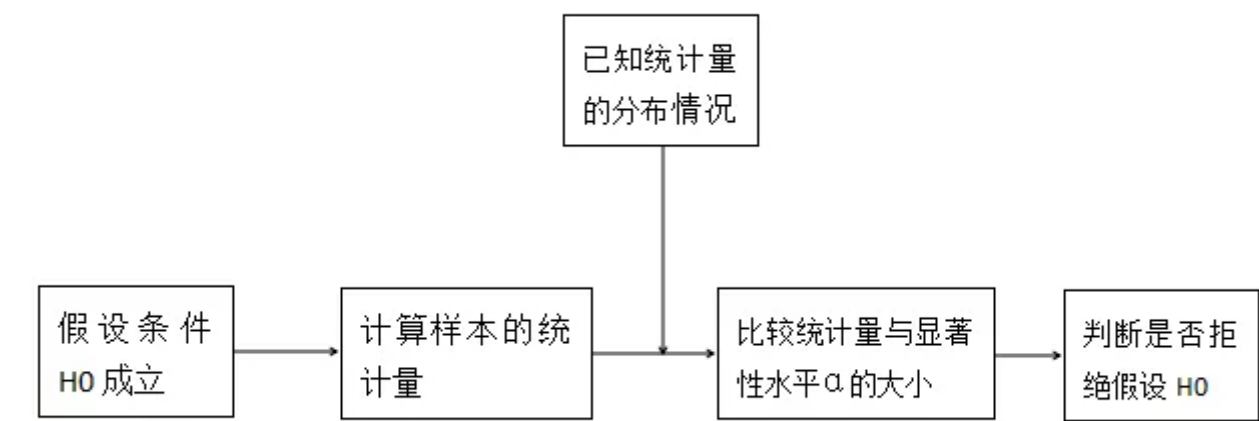 已知统计量
的分布情况
假设条件
H0成立
计算样本的统
计量
比较统计量与显著
性水平α的大小
判断是否拒
绝假设 H0